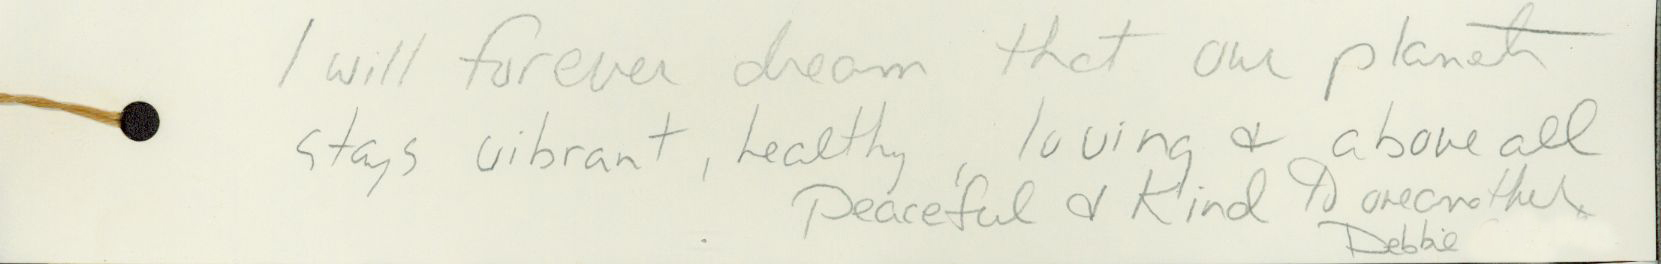 I will forever dream that our planet
stays vibrant, healthy, loving & above all
Peaceful & Kind to oneanother.
Debbie